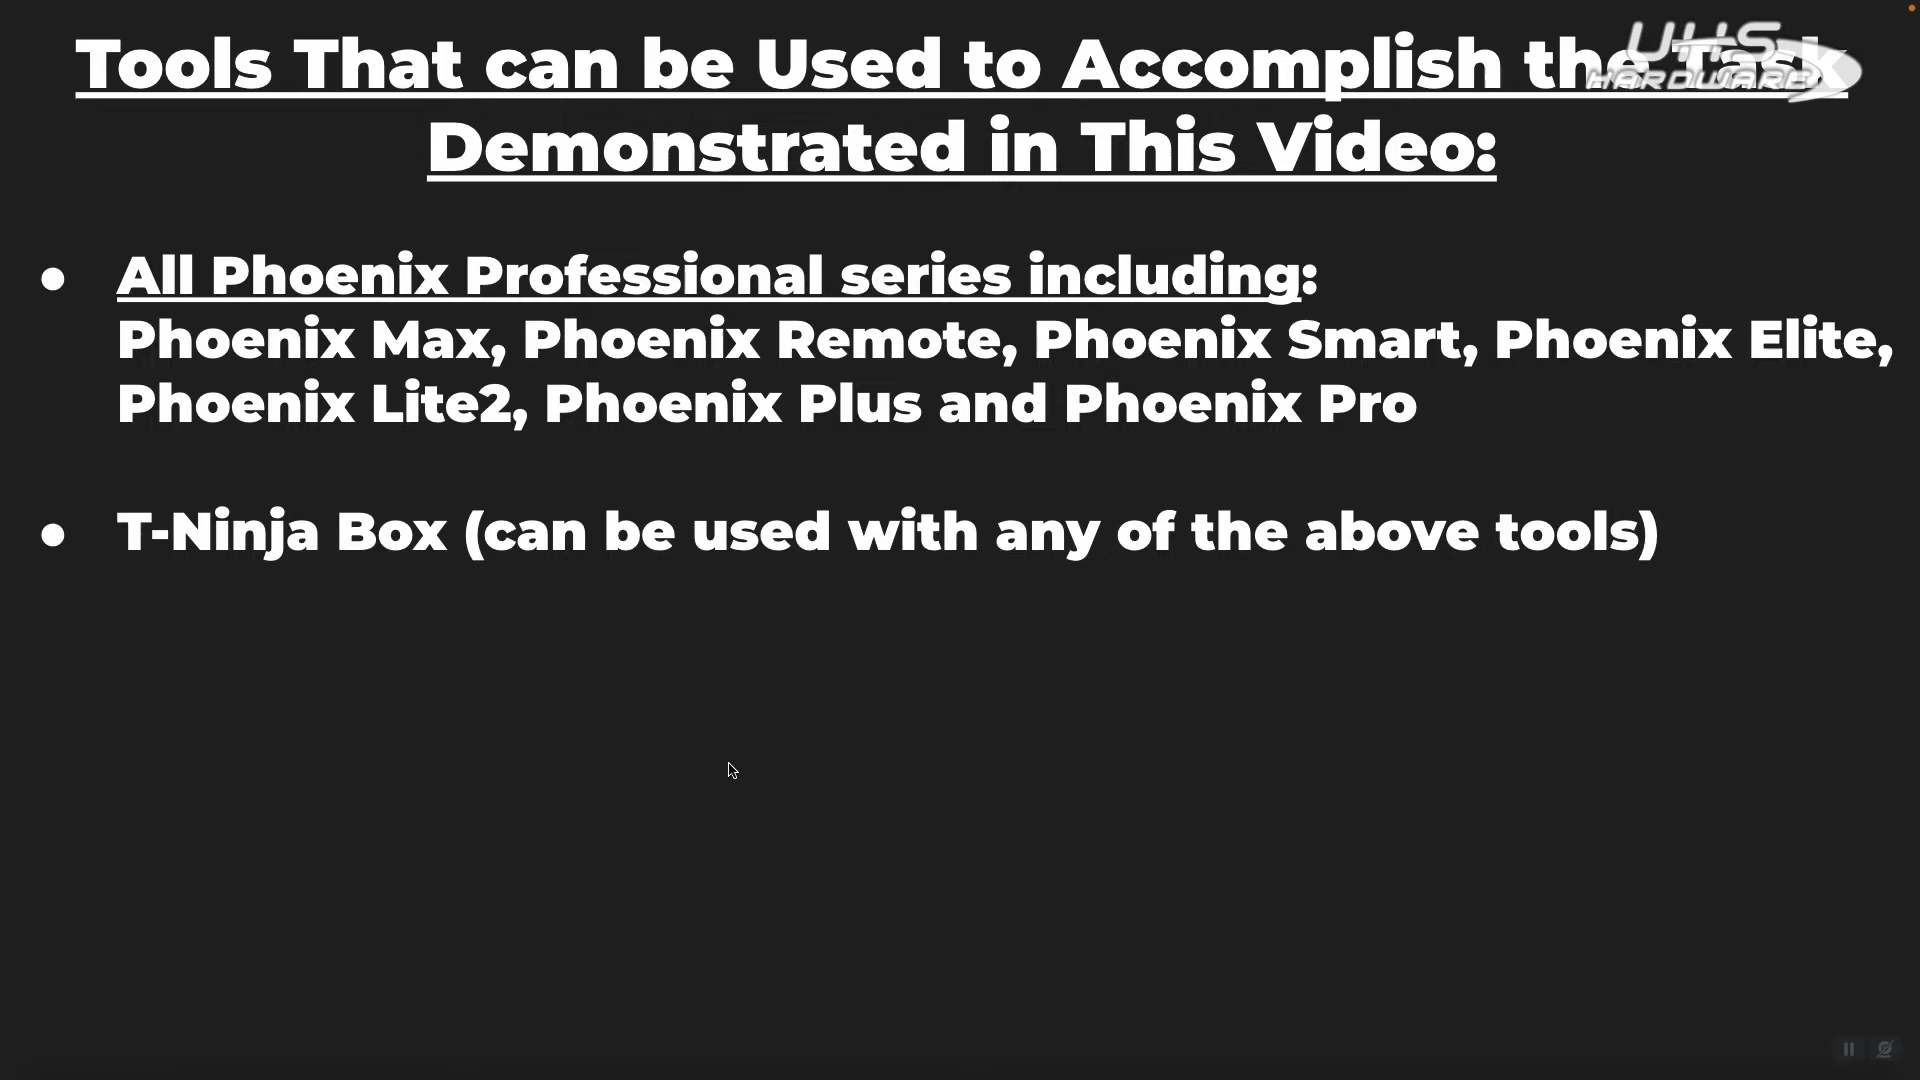 Tools That can be Used to Accomplish the Task
Demonstrated in This Video:
UHS
HARDWARE
● All Phoenix Professional series including:
Phoenix Max, Phoenix Remote, Phoenix Smart, Phoenix Elite,
Phoenix Lite2, Phoenix Plus and Phoenix Pro
● T-Ninja Box (can be used with any of the above tools)